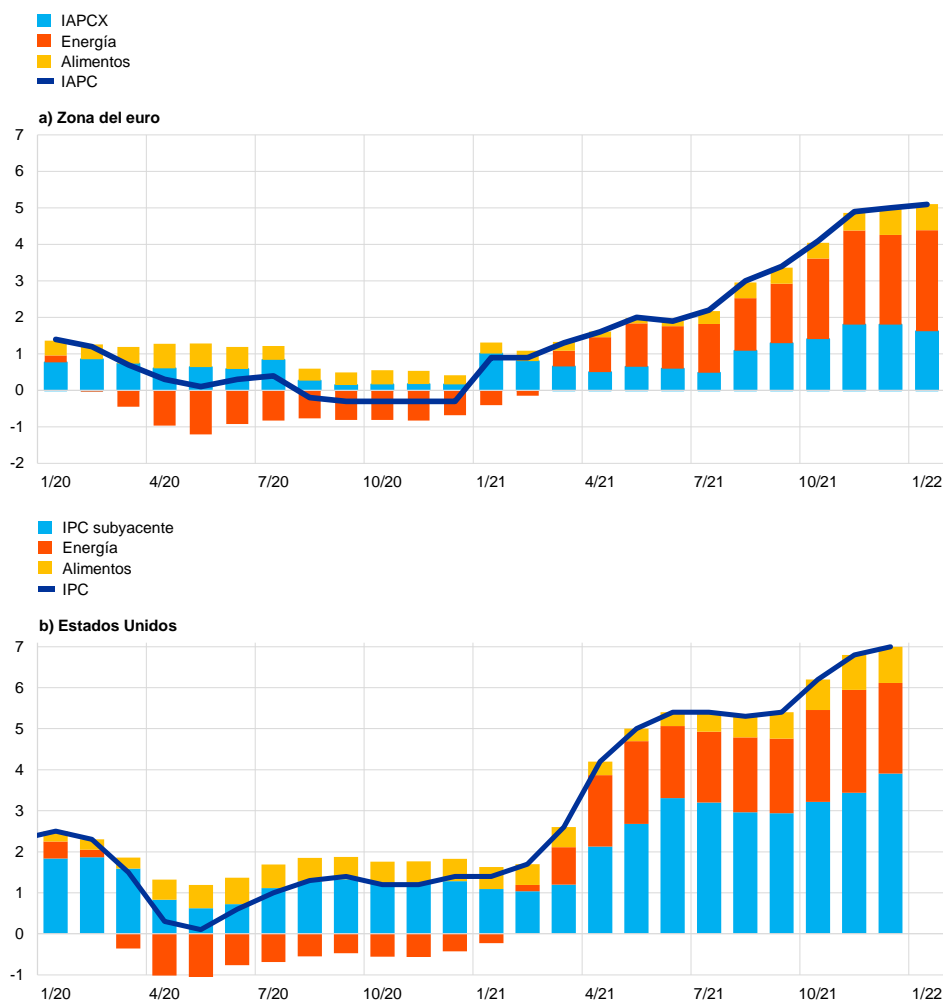 IAPCX
Energía
Alimentos
IAPC
a) Zona del euro
7
6
5
4
3
2
1
0
-1
-2
1/20 4/20 7/20 10/20 1/21 4/21 7/21 10/21 1/22
IPC subyacente
Energía
Alimentos
IPC
b) Estados Unidos
7
6
5
4
3
2
1
0
-1
1/20 4/20 7/20 10/20 1/21 4/21 7/21 10/21 1/22